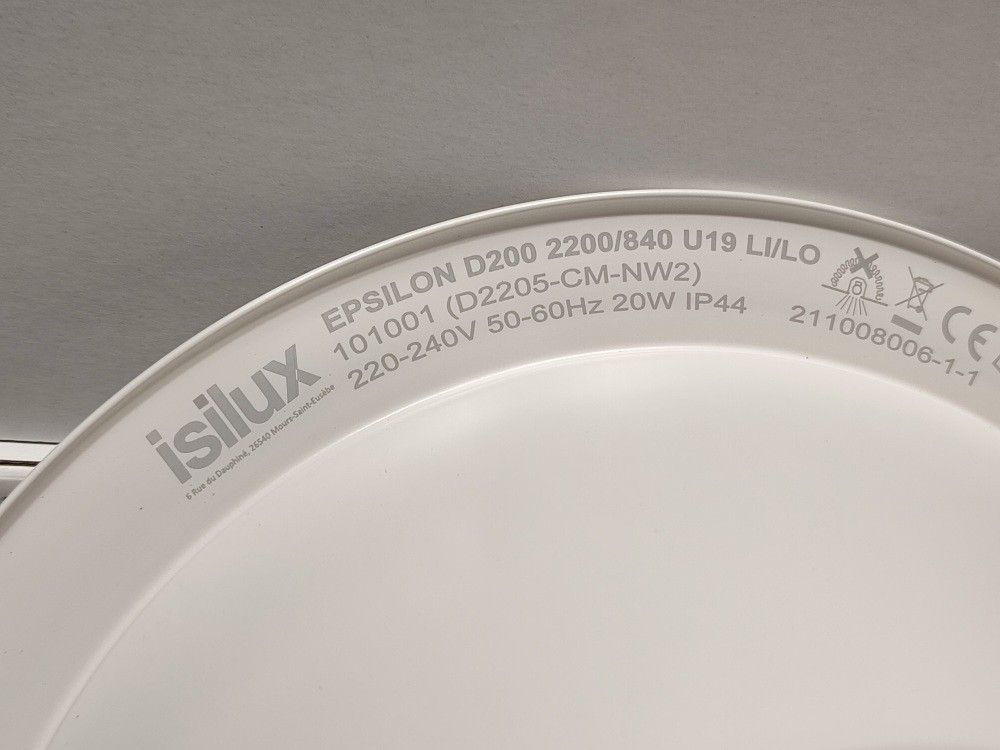 isilux
6 Rue du Dauphiné, 26540 Mours-Saint-Eusèbe
EPSILON D200 2200/840 U19 LI/LO
101001 (D2205-CM-NW2)
220-240V 50-60Hz 20W IP44
CE
211008006-1-1